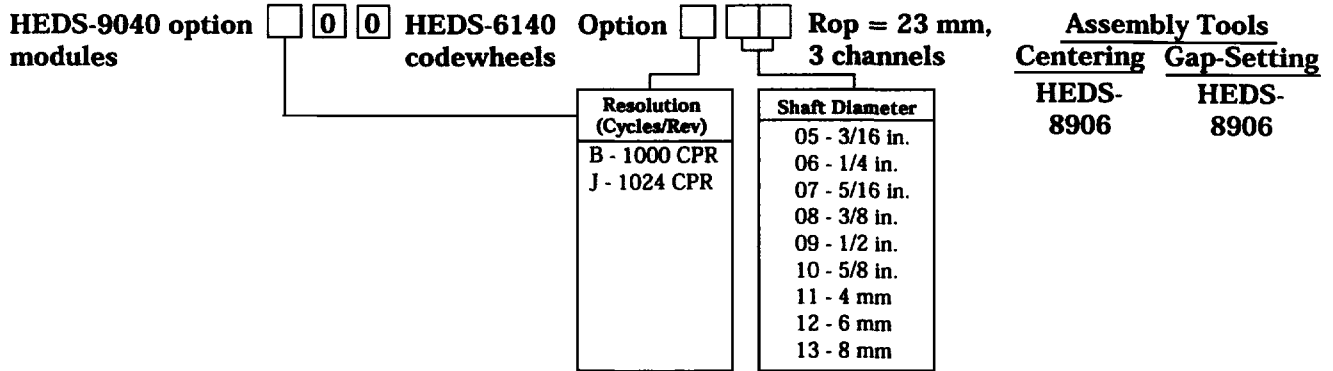 HEDS-9040 option 0 0 HEDS-6140 Option Rop = 23 mm,
modules codewheels 3 channels
Assembly Tools
Centering Gap-Setting
HEDS- HEDS-
8906 8906
Resolution
(Cycles/Rev)
B - 1000 CPR
J - 1024 CPR
Shaft Diameter
05 - 3/16 in.
06 - 1/4 in.
07 - 5/16 in.
08 - 3/8 in.
09 - 1/2 in.
10 - 5/8 in.
11 - 4 mm
12 - 6 mm
13 - 8 mm